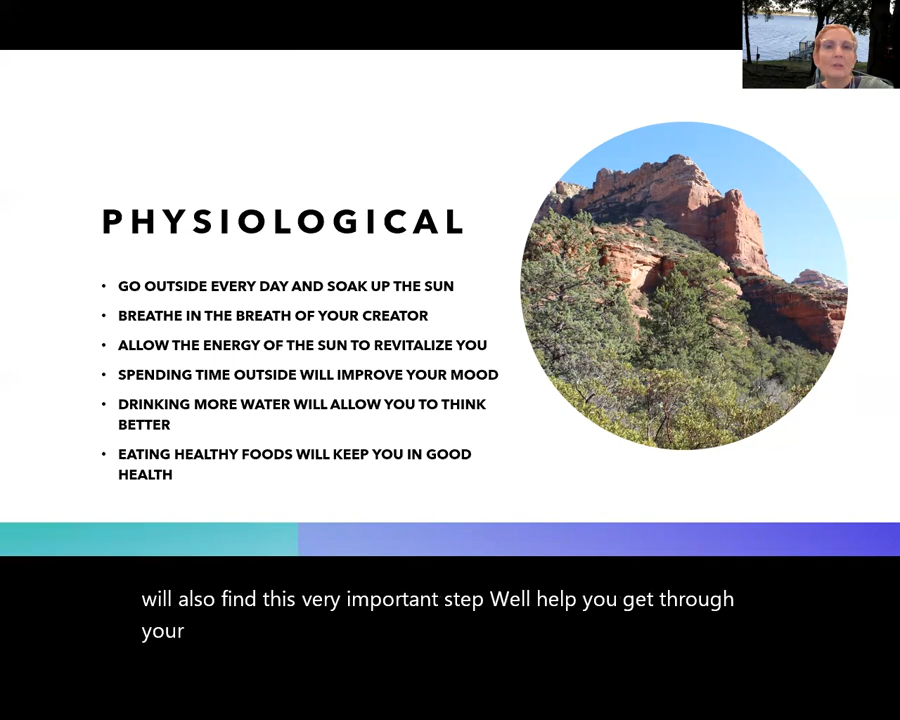 PHYSIOLOGICAL
• GO OUTSIDE EVERY DAY AND SOAK UP THE SUN
• BREATHE IN THE BREATH OF YOUR CREATOR
• ALLOW THE ENERGY OF THE SUN TO REVITALIZE YOU
• SPENDING TIME OUTSIDE WILL IMPROVE YOUR MOOD
• DRINKING MORE WATER WILL ALLOW YOU TO THINK
BETTER
• EATING HEALTHY FOODS WILL KEEP YOU IN GOOD
HEALTH
will also find this very important step Well help you get through
your